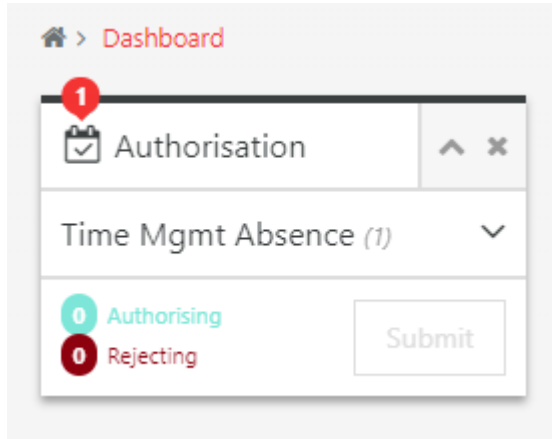 > Dashboard
1
Authorisation
Time Mgmt Absence (1)
0 Authorising
0 Rejecting
Submit